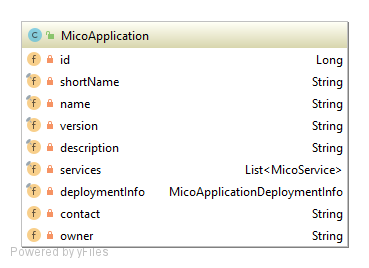 C MicoApplication
f id Long
f shortName String
f name String
f version String
f description String
f services List<MicoService>
f deploymentInfo MicoApplicationDeploymentInfo
f contact String
f owner String
Powered by yFiles